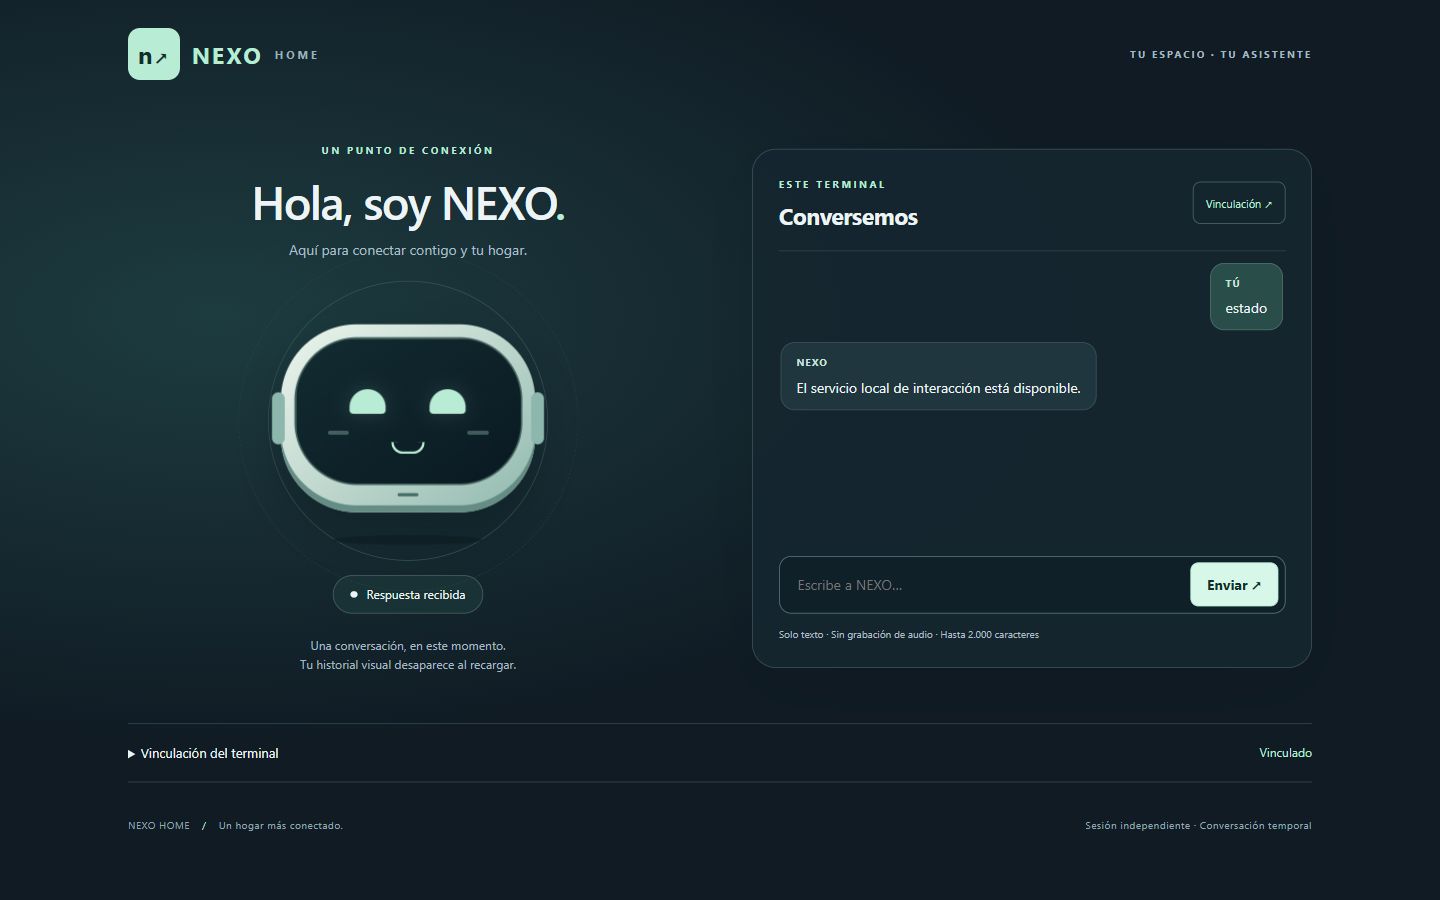 n↗ NEXO HOME
TU ESPACIO · TU ASISTENTE
UN PUNTO DE CONEXIÓN
Hola, soy NEXO.
Aquí para conectar contigo y tu hogar.
Respuesta recibida
Una conversación, en este momento.
Tu historial visual desaparece al recargar.
ESTE TERMINAL
Conversemos
Vinculación ↗
TÚ
estado
NEXO
El servicio local de interacción está disponible.
Escribe a NEXO...
Enviar ↗
Solo texto · Sin grabación de audio · Hasta 2.000 caracteres
Vinculación del terminal
Vinculado
NEXO HOME / Un hogar más conectado.
Sesión independiente · Conversación temporal